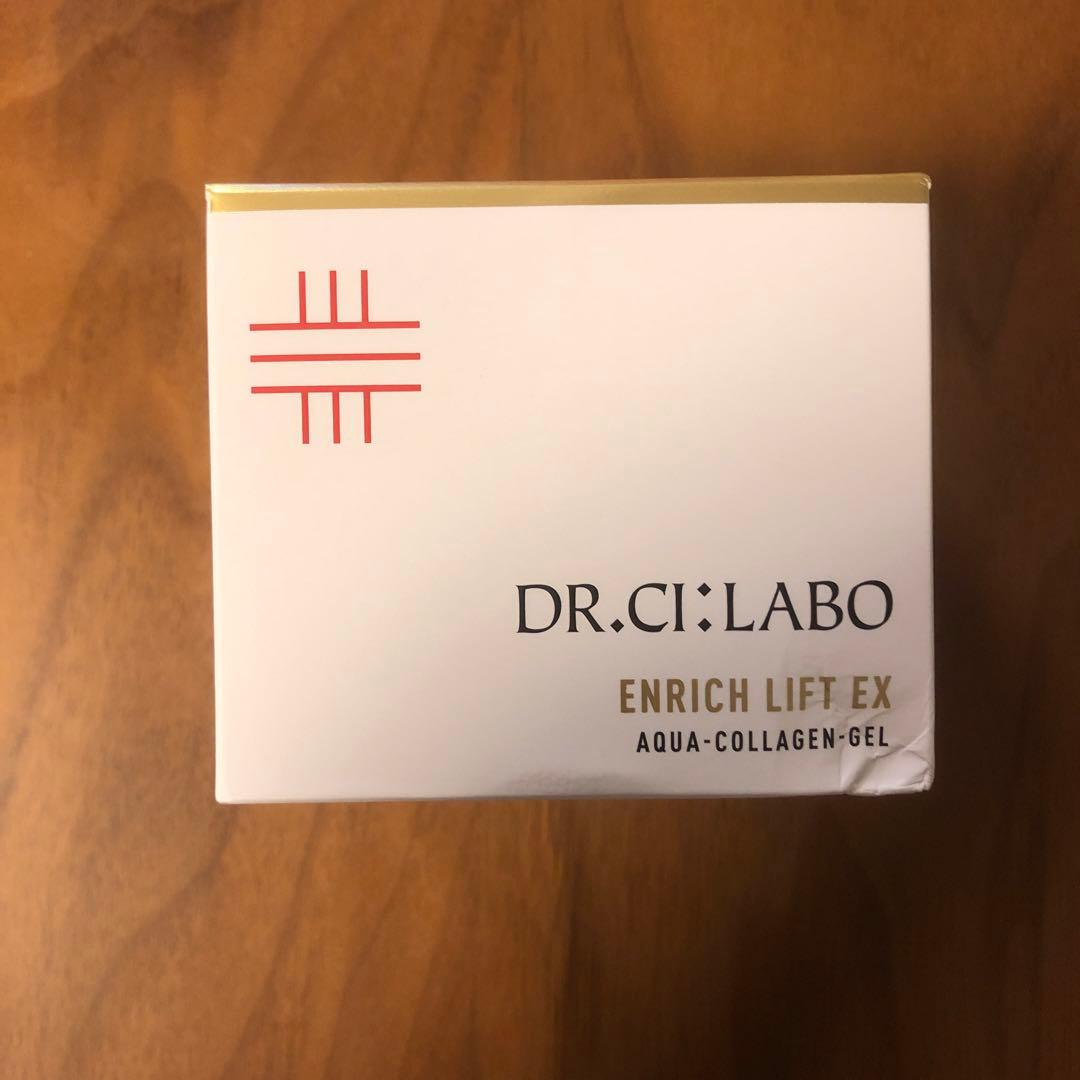 DR.CI:LABO
ENRICH LIFT EX
AQUA-COLLAGEN-GEL